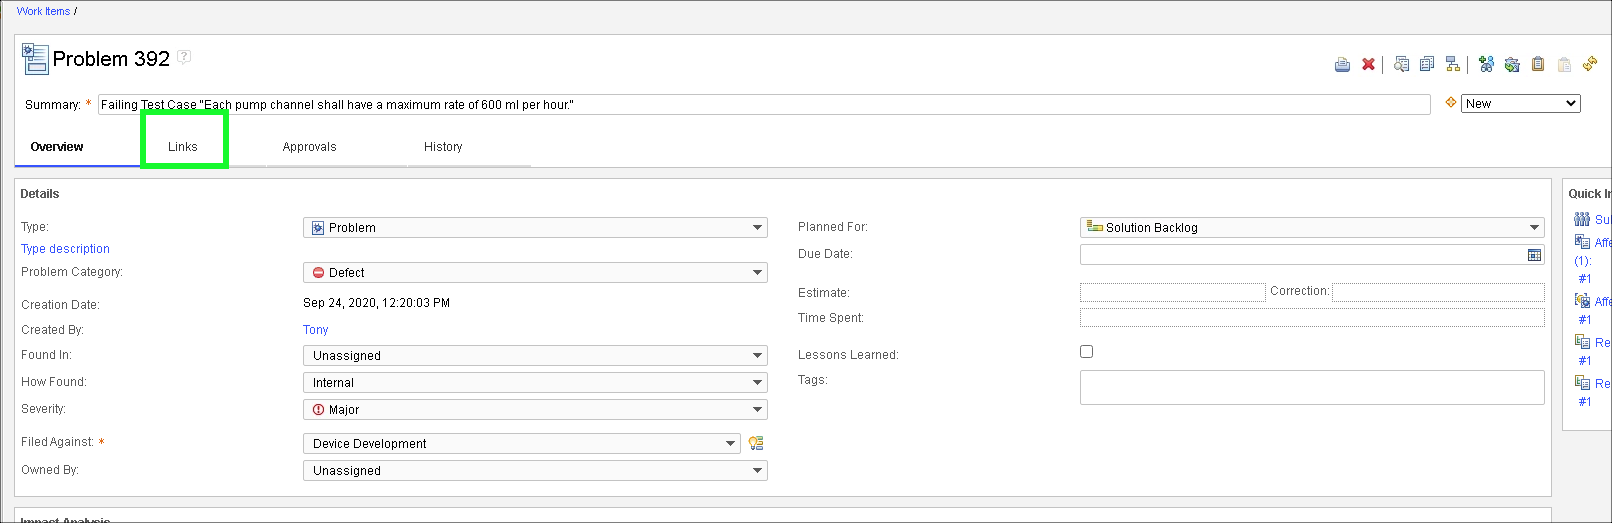 Work Items /
Problem 392 ?
Summary: * Failing Test Case "Each pump channel shall have a maximum rate of 600 ml per hour." New
Overview Links Approvals History
Details
Type: Problem
Type description
Problem Category: Defect
Creation Date: Sep 24, 2020, 12:20:03 PM
Created By: Tony
Found In: Unassigned
How Found: Internal
Severity: Major
Filed Against: * Device Development
Owned By: Unassigned
Planned For: Solution Backlog
Due Date:
Estimate: Correction:
Time Spent:
Lessons Learned:
Tags:
Quick In
Su
Affe
(1):
#1
Affe
#1
Re
#1
Re
#1
Impact Analysis